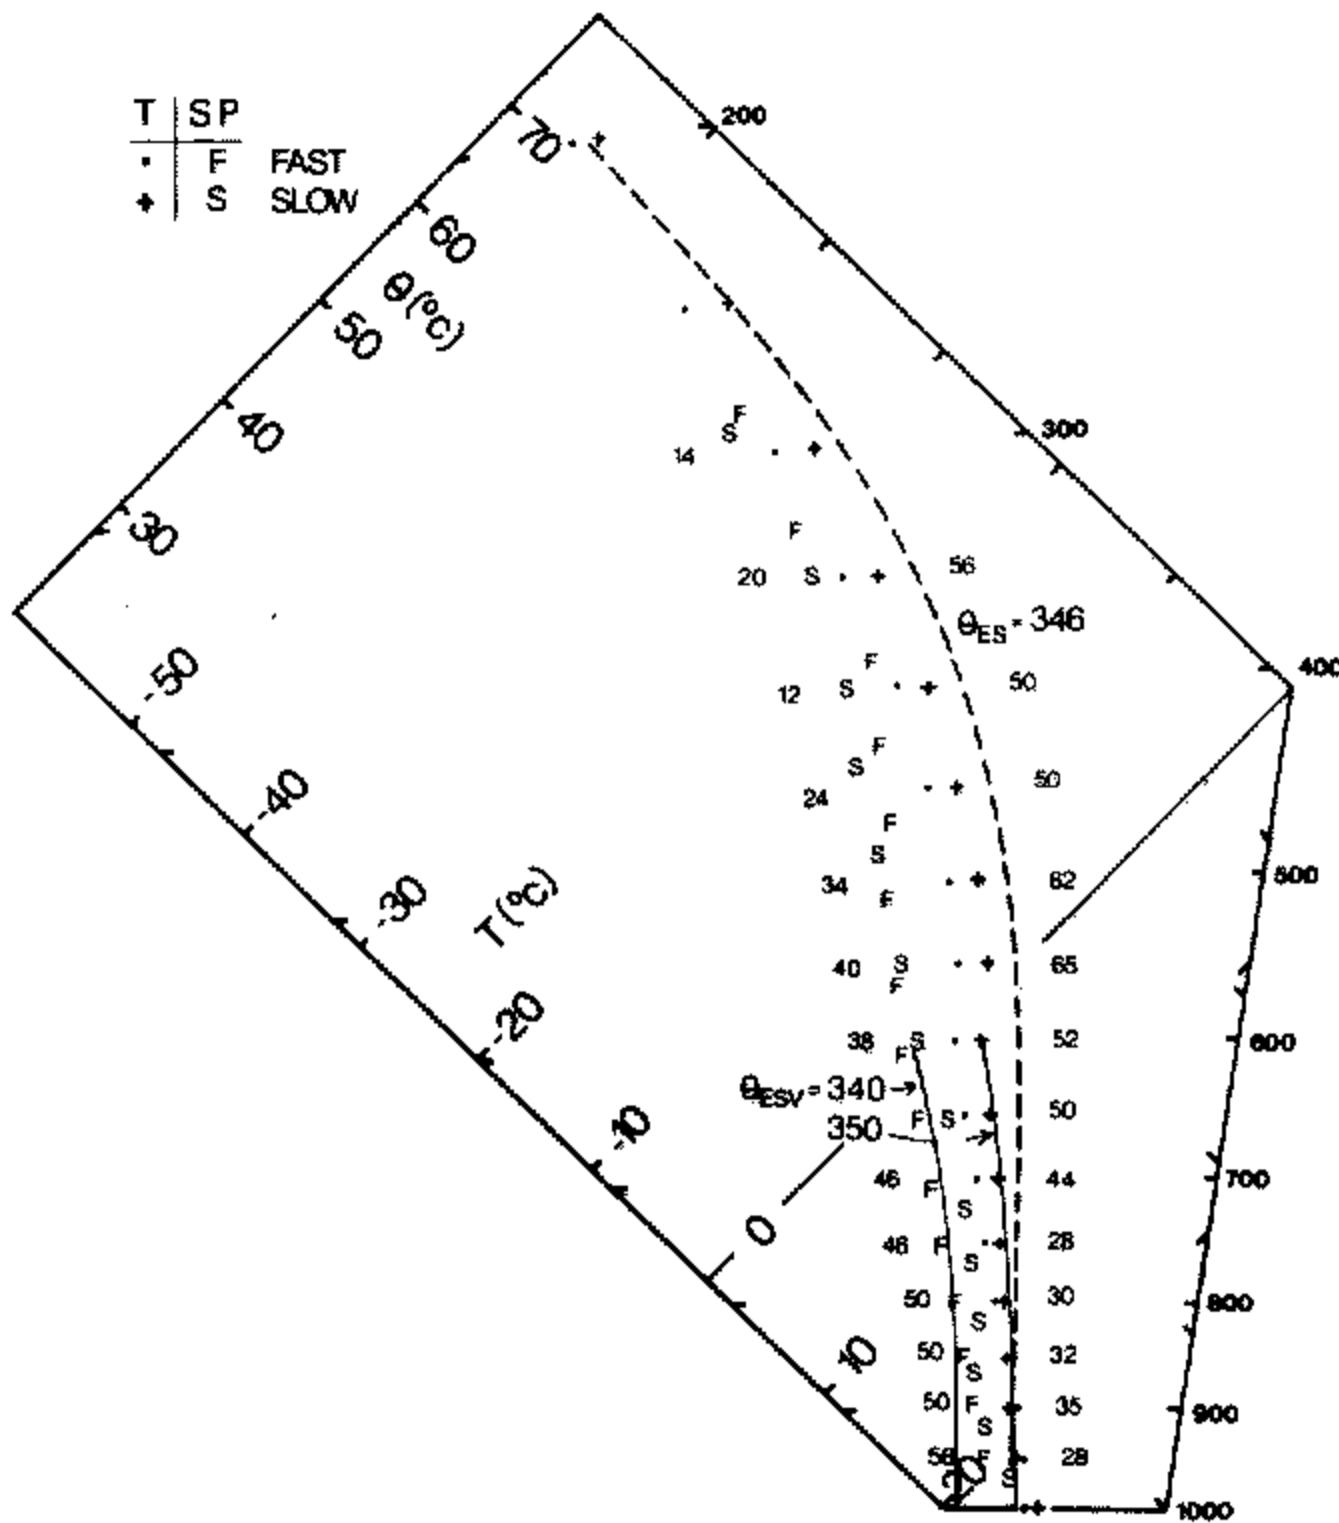 T | S P
· F FAST
+ S SLOW
200
70
60
θ(°C)
50
300
40
F
S
14
30
F
20 S 56
θES = 346
400
F
12 S 50
-50
F
S
24 50
-40
F
S
500
34 62
F
-30
T(°C)
40 S 65
F
-20
38 S 52 600
F
θESV = 340→
F S 50
350
-10
46 44 700
F
S
0
46 F 28
S
50 F 30 800
S
50 F 32
10
S
50 F 35 900
S
56 F 28
20
S
1000